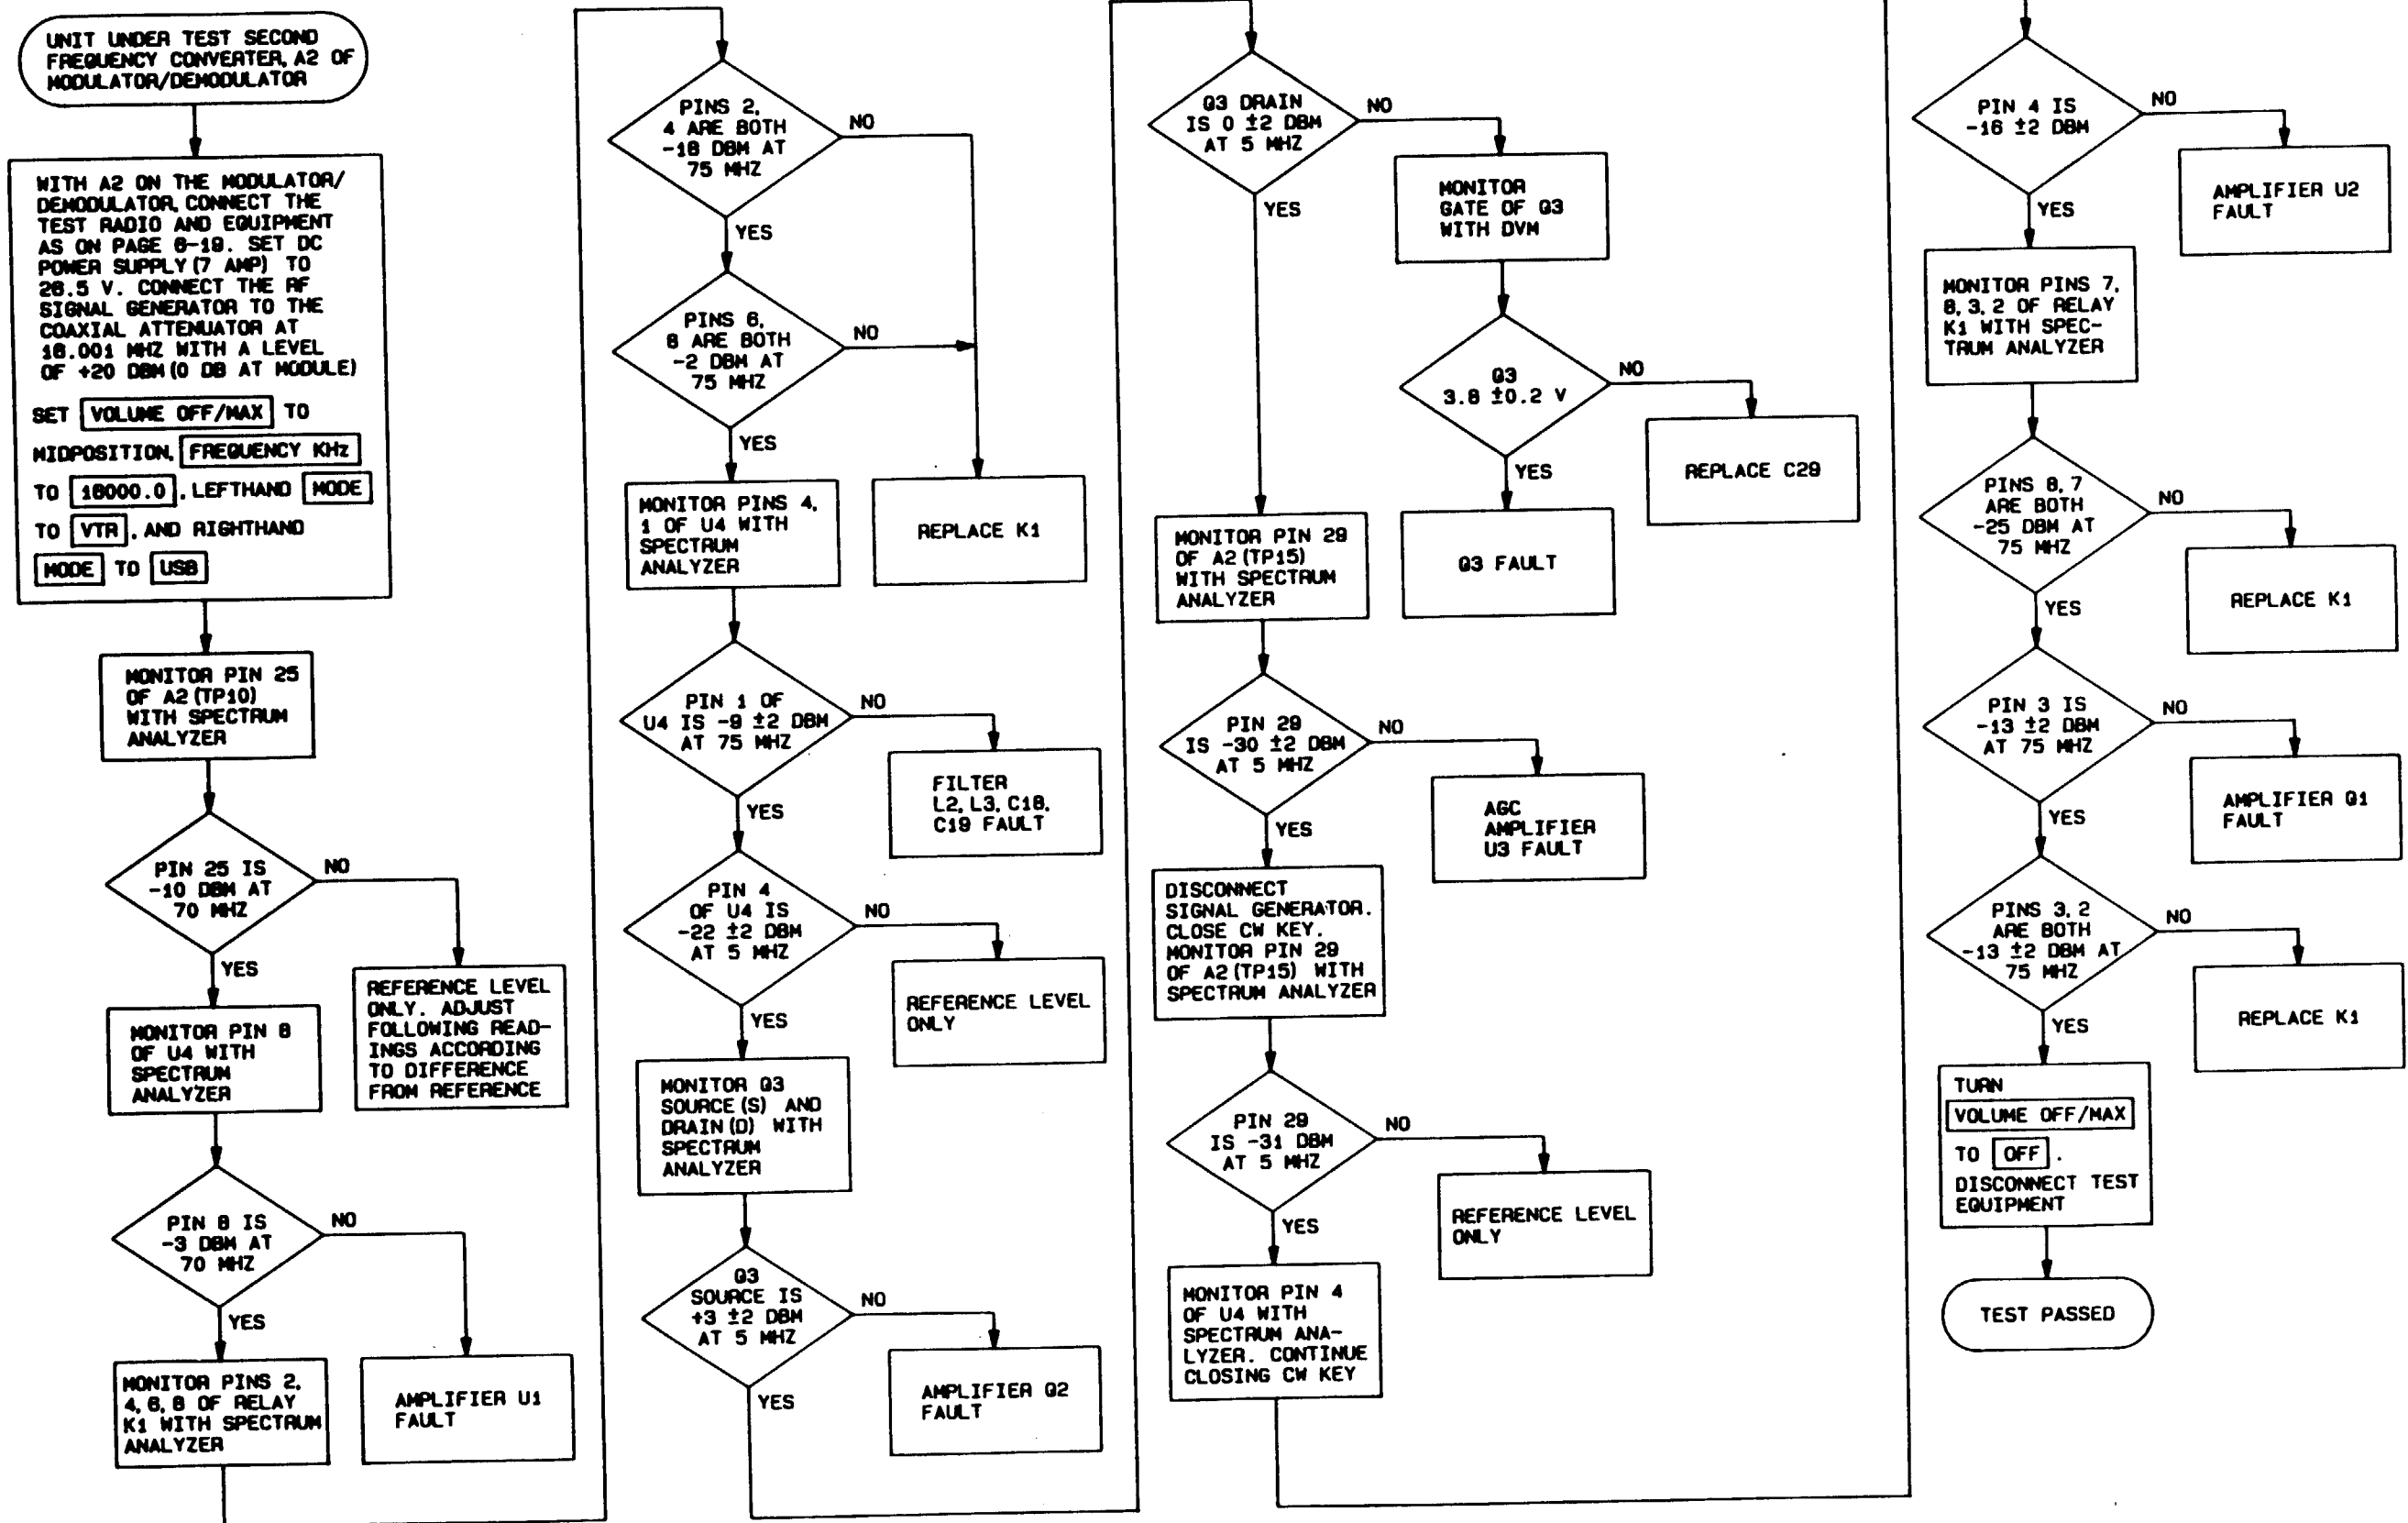 UNIT UNDER TEST SECOND
FREQUENCY CONVERTER, A2 OF
MODULATOR/DEMODULATOR
WITH A2 ON THE MODULATOR/
DEMODULATOR, CONNECT THE
TEST RADIO AND EQUIPMENT
AS ON PAGE 6-19. SET DC
POWER SUPPLY (7 AMP) TO
26.5 V. CONNECT THE RF
SIGNAL GENERATOR TO THE
COAXIAL ATTENUATOR AT
16.001 MHZ WITH A LEVEL
OF +20 DBM (0 DB AT MODULE)
SET VOLUME OFF/MAX TO
MIDPOSITION, FREQUENCY KHz
TO 16000.0, LEFTHAND MODE
TO VTR, AND RIGHTHAND
MODE TO USB
MONITOR PIN 25
OF A2 (TP10)
WITH SPECTRUM
ANALYZER
PIN 25 IS
-10 DBM AT
70 MHZ
NO
YES
REFERENCE LEVEL
ONLY. ADJUST
FOLLOWING READ-
INGS ACCORDING
TO DIFFERENCE
FROM REFERENCE
MONITOR PIN 8
OF U4 WITH
SPECTRUM
ANALYZER
PIN 8 IS
-3 DBM AT
70 MHZ
NO
YES
AMPLIFIER U1
FAULT
MONITOR PINS 2,
4, 6, 8 OF RELAY
K1 WITH SPECTRUM
ANALYZER
PINS 2,
4 ARE BOTH
-16 DBM AT
75 MHZ
NO
YES
PINS 6,
8 ARE BOTH
-2 DBM AT
75 MHZ
NO
YES
REPLACE K1
MONITOR PINS 4,
1 OF U4 WITH
SPECTRUM
ANALYZER
PIN 1 OF
U4 IS -9 ±2 DBM
AT 75 MHZ
NO
YES
FILTER
L2, L3, C18,
C19 FAULT
PIN 4
OF U4 IS
-22 ±2 DBM
AT 5 MHZ
NO
YES
REFERENCE LEVEL
ONLY
MONITOR Q3
SOURCE (S) AND
DRAIN (D) WITH
SPECTRUM
ANALYZER
Q3
SOURCE IS
+3 ±2 DBM
AT 5 MHZ
NO
YES
AMPLIFIER Q2
FAULT
Q3 DRAIN
IS 0 ±2 DBM
AT 5 MHZ
NO
YES
MONITOR
GATE OF Q3
WITH DVM
Q3
3.8 ±0.2 V
NO
YES
REPLACE C29
Q3 FAULT
MONITOR PIN 29
OF A2 (TP15)
WITH SPECTRUM
ANALYZER
PIN 29
IS -30 ±2 DBM
AT 5 MHZ
NO
YES
AGC
AMPLIFIER
U3 FAULT
DISCONNECT
SIGNAL GENERATOR.
CLOSE CW KEY.
MONITOR PIN 29
OF A2 (TP15) WITH
SPECTRUM ANALYZER
PIN 29
IS -31 DBM
AT 5 MHZ
NO
YES
REFERENCE LEVEL
ONLY
MONITOR PIN 4
OF U4 WITH
SPECTRUM ANA-
LYZER. CONTINUE
CLOSING CW KEY
PIN 4 IS
-16 ±2 DBM
NO
YES
AMPLIFIER U2
FAULT
MONITOR PINS 7,
8, 3, 2 OF RELAY
K1 WITH SPEC-
TRUM ANALYZER
PINS 8, 7
ARE BOTH
-25 DBM AT
75 MHZ
NO
YES
REPLACE K1
PIN 3 IS
-13 ±2 DBM
AT 75 MHZ
NO
YES
AMPLIFIER Q1
FAULT
PINS 3, 2
ARE BOTH
-13 ±2 DBM AT
75 MHZ
NO
YES
REPLACE K1
TURN
VOLUME OFF/MAX
TO OFF.
DISCONNECT TEST
EQUIPMENT
TEST PASSED